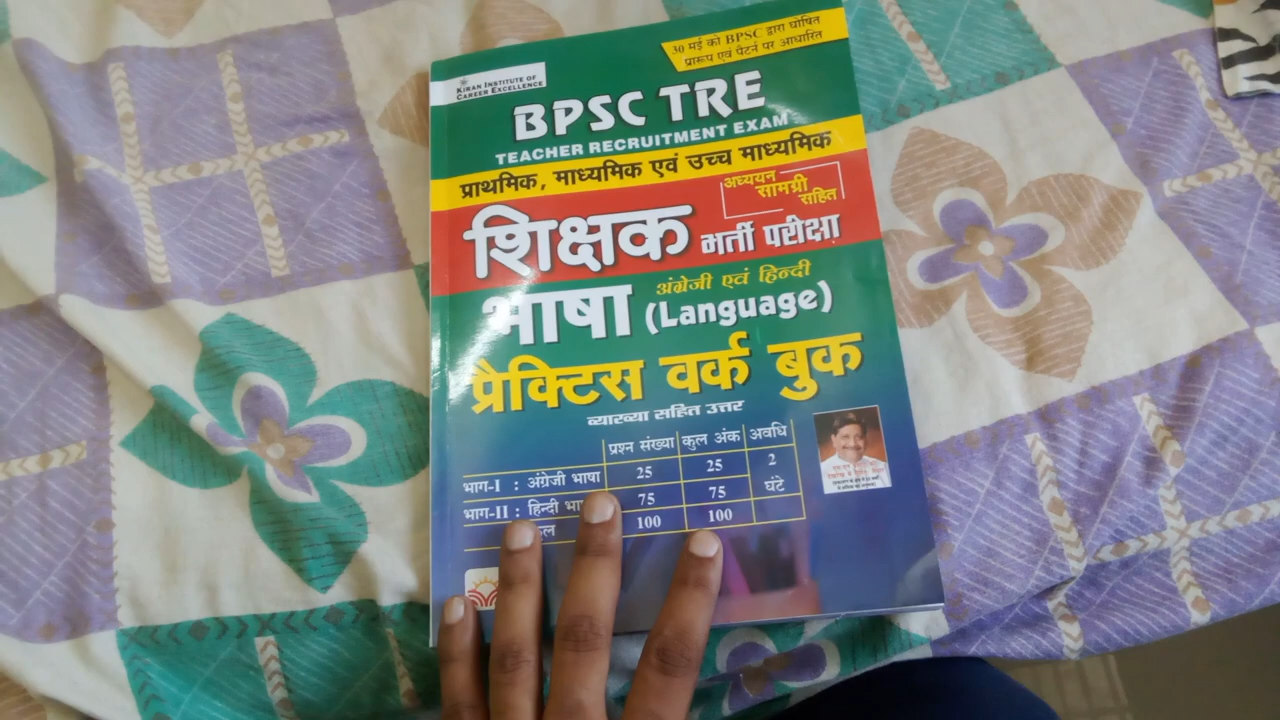 30 मई को BPSC द्वारा घोषित
प्रारूप एवं पैटर्न पर आधारित
KIRAN INSTITUTE OF
CAREER EXCELLENCE
BPSC TRE
TEACHER RECRUITMENT EXAM
प्राथमिक, माध्यमिक एवं उच्च माध्यमिक
अध्ययन
सामग्री
सहित
शिक्षक भर्ती परीक्षा
अंग्रेजी एवं हिन्दी
भाषा (Language)
प्रैक्टिस वर्क बुक
व्याख्या सहित उत्तर
प्रश्न संख्या कुल अंक अवधि
भाग-I : अंग्रेजी भाषा 25 25 2
भाग-II : हिन्दी 75 75 घंटे
100 100